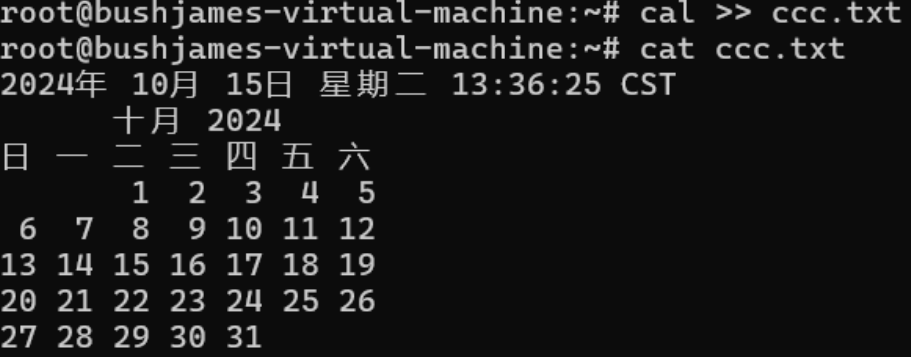 root@bushjames-virtual-machine:~# cal >> ccc.txt
root@bushjames-virtual-machine:~# cat ccc.txt
2024年 10月 15日 星期二 13:36:25 CST
      十月 2024
日 一 二 三 四 五 六
       1  2  3  4  5
 6  7  8  9 10 11 12
13 14 15 16 17 18 19
20 21 22 23 24 25 26
27 28 29 30 31